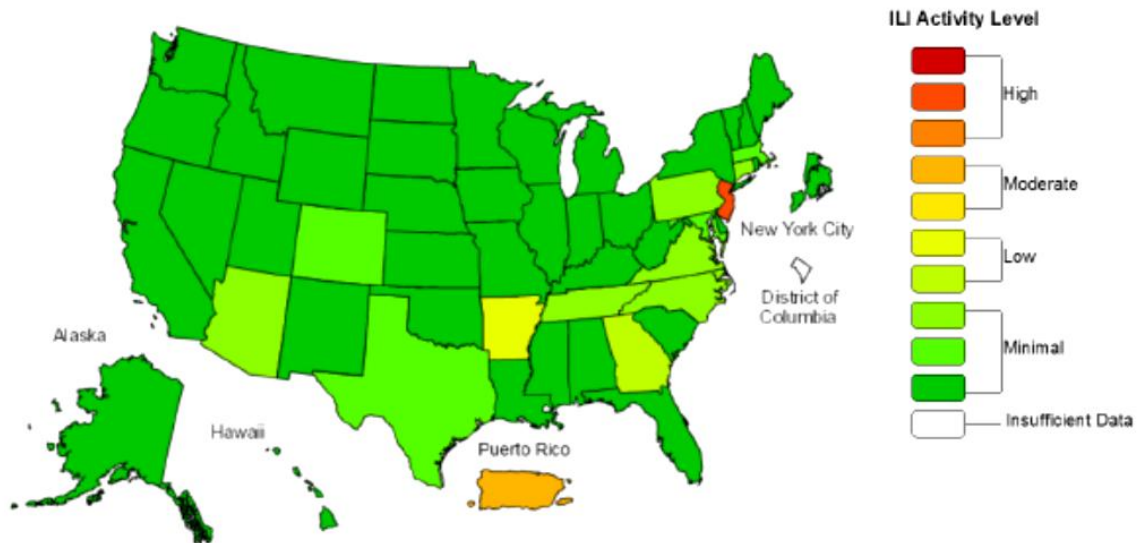 ILI Activity Level
High
Moderate
New York City
Low
District of
Columbia
Alaska
Minimal
Hawaii
Insufficient Data
Puerto Rico